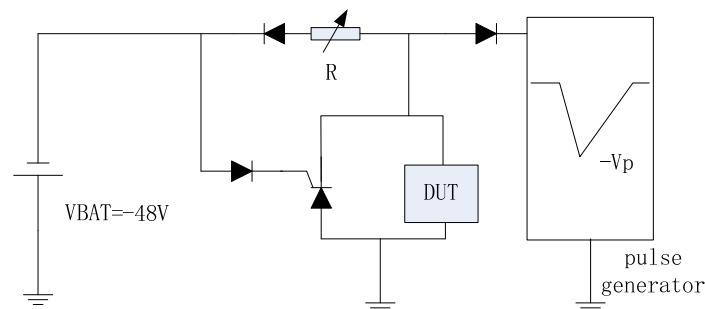 R
-Vp
DUT
VBAT=-48V
pulse
generator